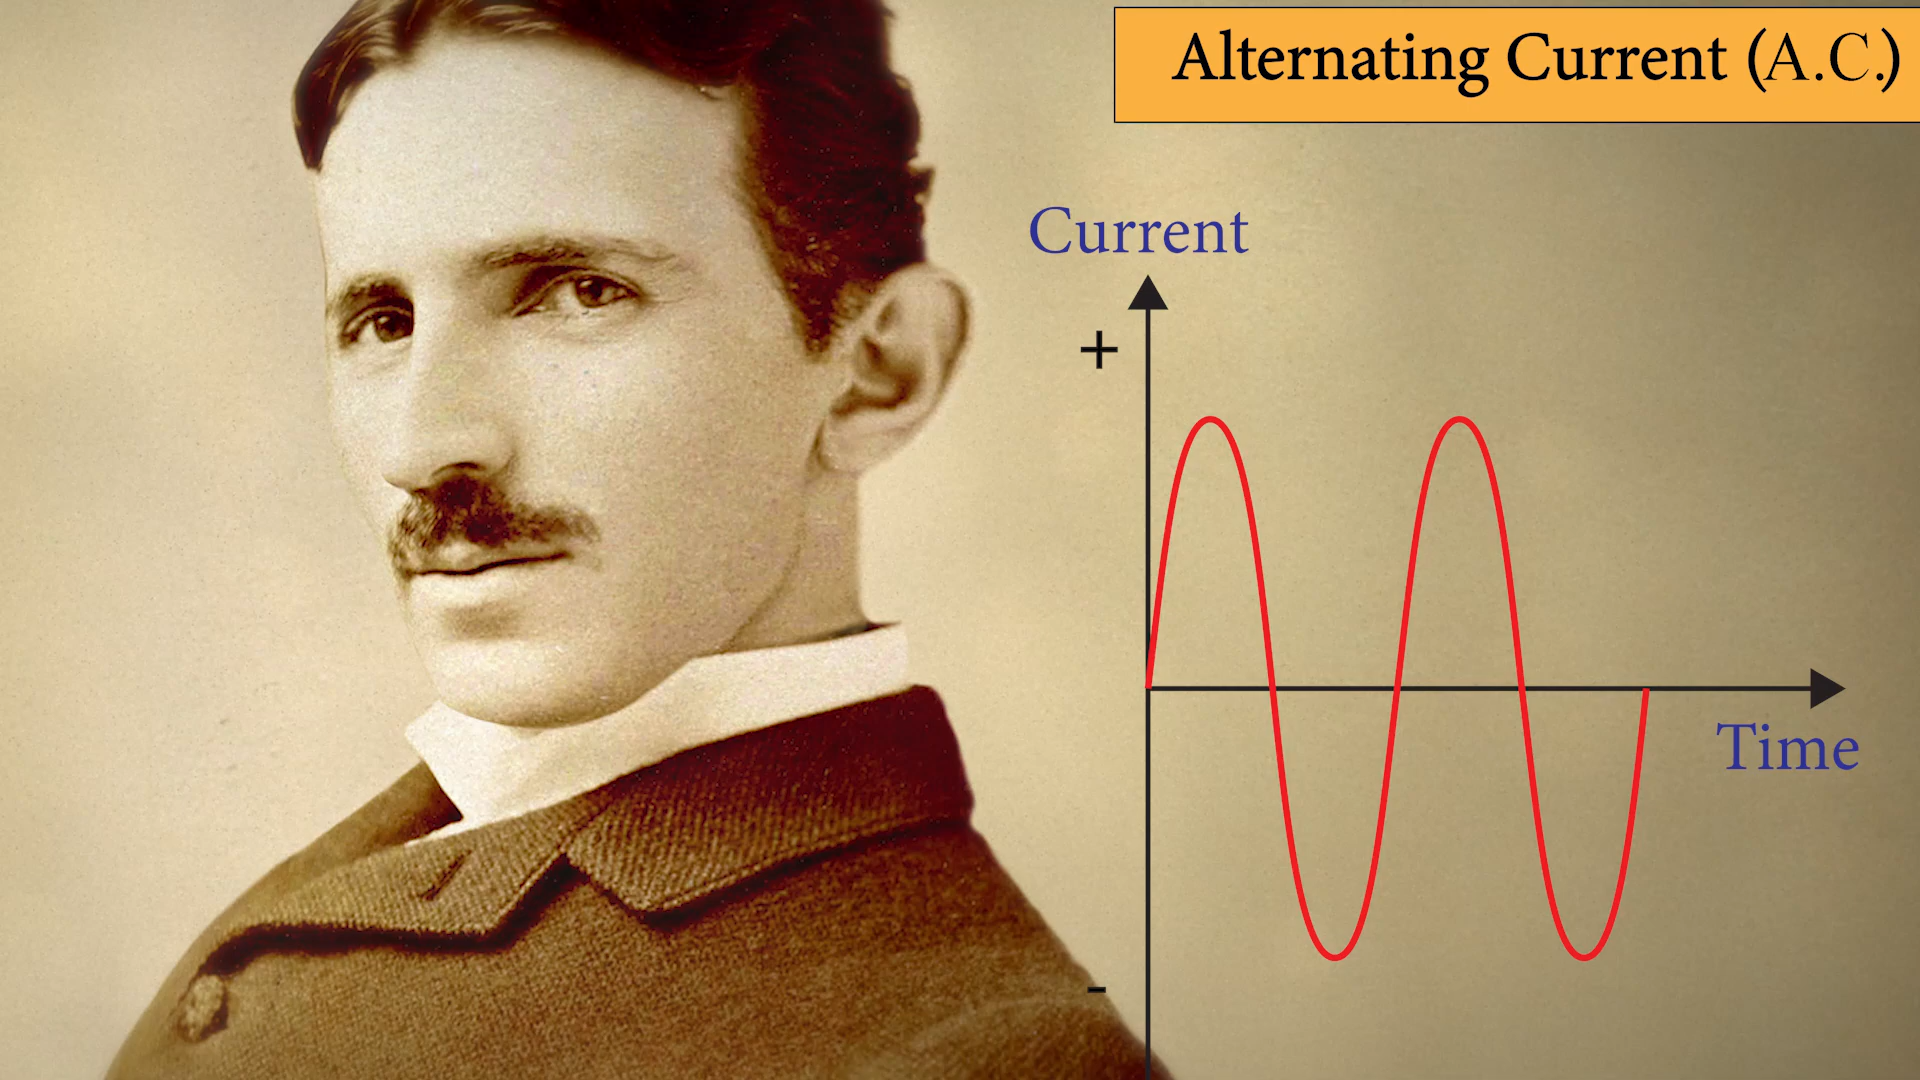 Alternating Current (A.C.)
Current
+
Time
-